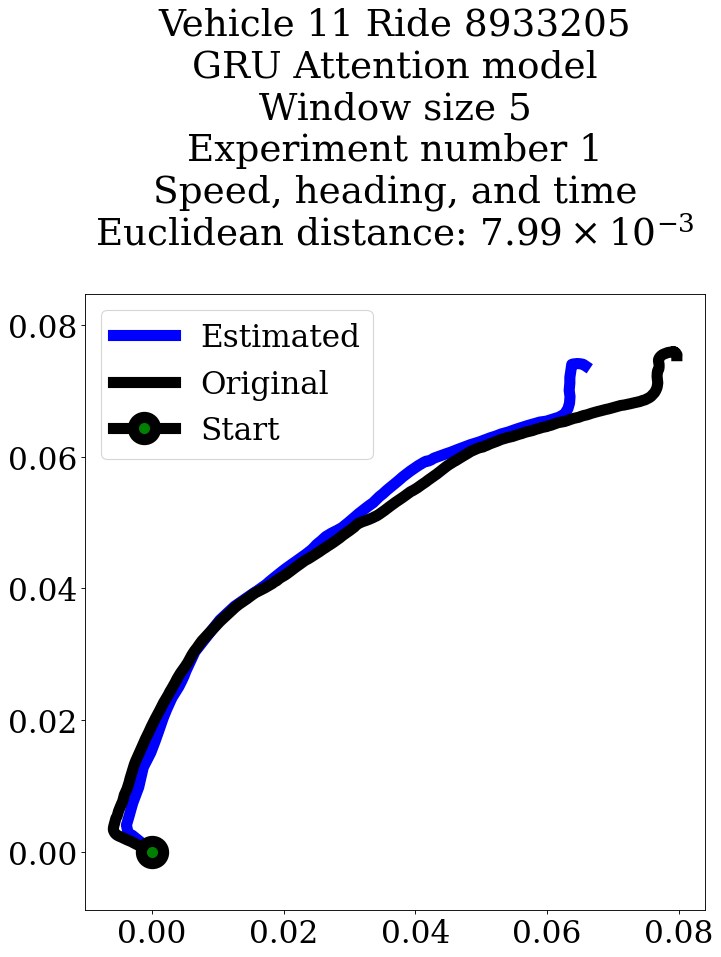 Vehicle 11 Ride 8933205
GRU Attention model
Window size 5
Experiment number 1
Speed, heading, and time
Euclidean distance: 7.99 × 10⁻³
Estimated
Original
Start
0.08
0.06
0.04
0.02
0.00
0.00 0.02 0.04 0.06 0.08